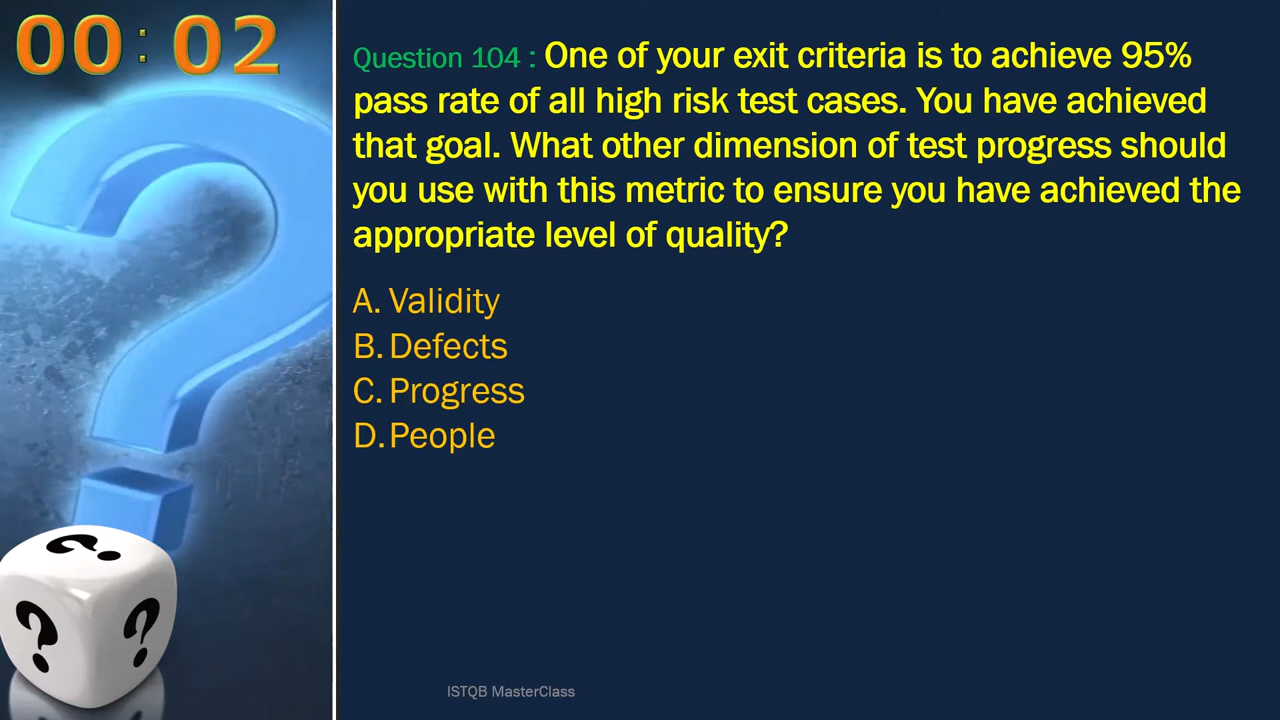 00:02
Question 104 : One of your exit criteria is to achieve 95%
pass rate of all high risk test cases. You have achieved
that goal. What other dimension of test progress should
you use with this metric to ensure you have achieved the
appropriate level of quality?
A. Validity
B. Defects
C. Progress
D. People
?
? ? ?
ISTQB MasterClass